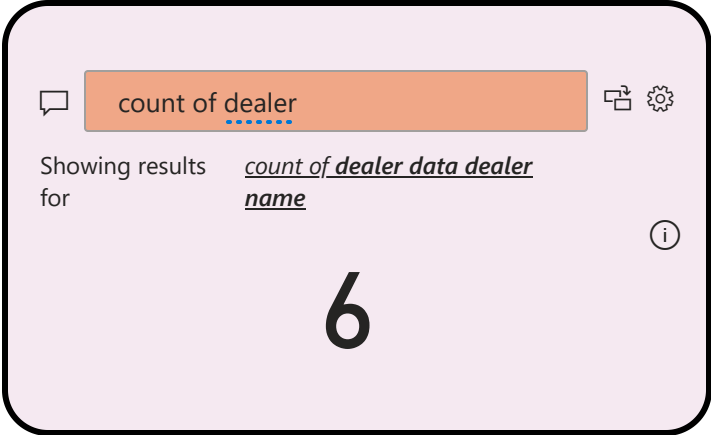 count of dealer
Showing results count of dealer data dealer
for name
6